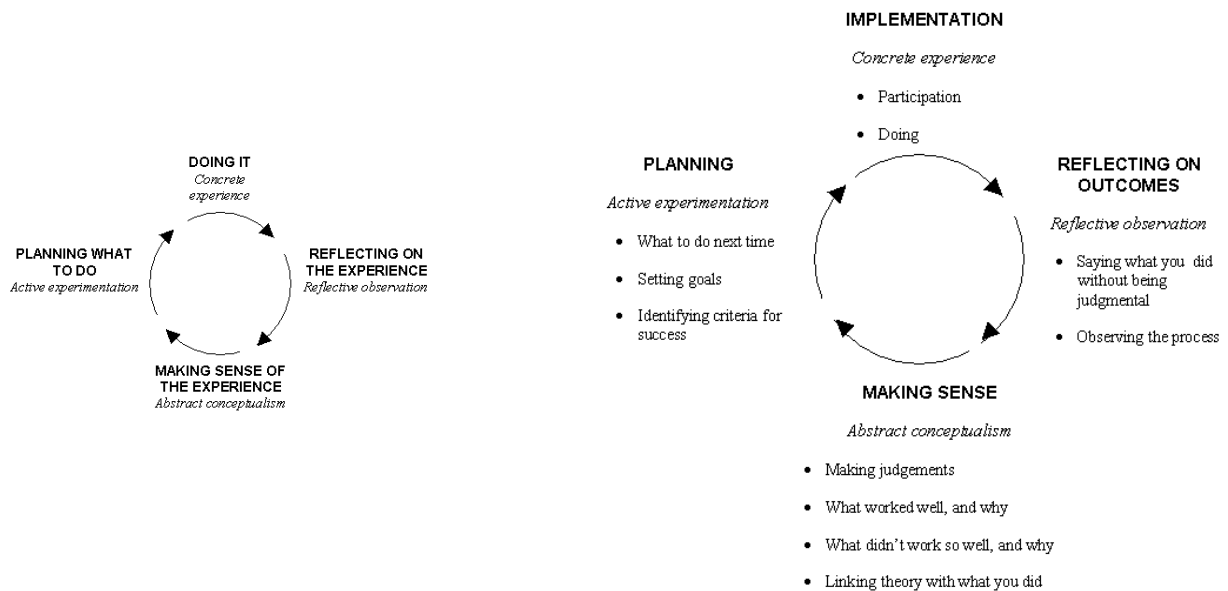 DOING IT
Concrete
experience
PLANNING WHAT
TO DO
Active experimentation
REFLECTING ON
THE EXPERIENCE
Reflective observation
MAKING SENSE OF
THE EXPERIENCE
Abstract conceptualism
IMPLEMENTATION
Concrete experience
• Participation
• Doing
PLANNING
Active experimentation
• What to do next time
• Setting goals
• Identifying criteria for
success
REFLECTING ON
OUTCOMES
Reflective observation
• Saying what you did
without being
judgmental
• Observing the process
MAKING SENSE
Abstract conceptualism
• Making judgements
• What worked well, and why
• What didn't work so well, and why
• Linking theory with what you did